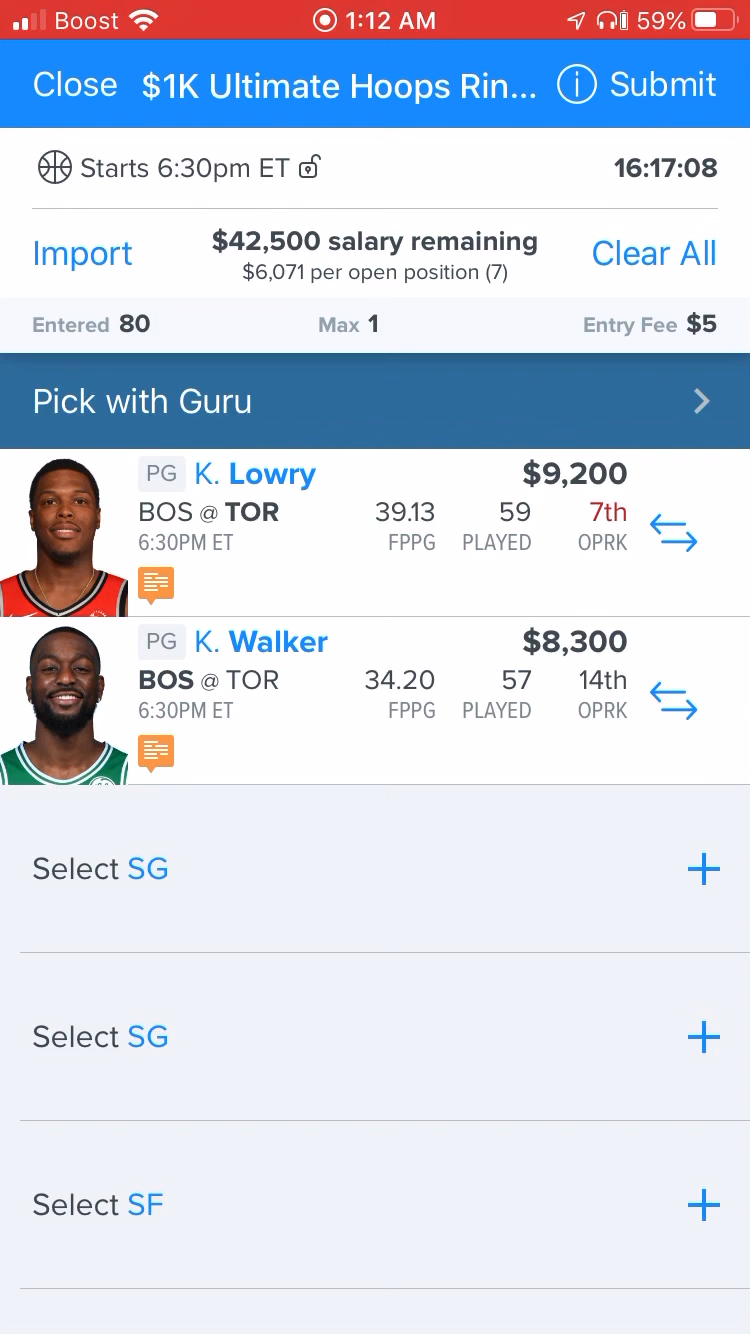 Boost 1:12 AM 59%
Close $1K Ultimate Hoops Rin... i Submit
Starts 6:30pm ET 16:17:08
Import $42,500 salary remaining Clear All
$6,071 per open position (7)
Entered 80 Max 1 Entry Fee $5
Pick with Guru
PG K. Lowry $9,200
BOS @ TOR 39.13 59 7th
6:30PM ET FPPG PLAYED OPRK
PG K. Walker $8,300
BOS @ TOR 34.20 57 14th
6:30PM ET FPPG PLAYED OPRK
Select SG
Select SG
Select SF